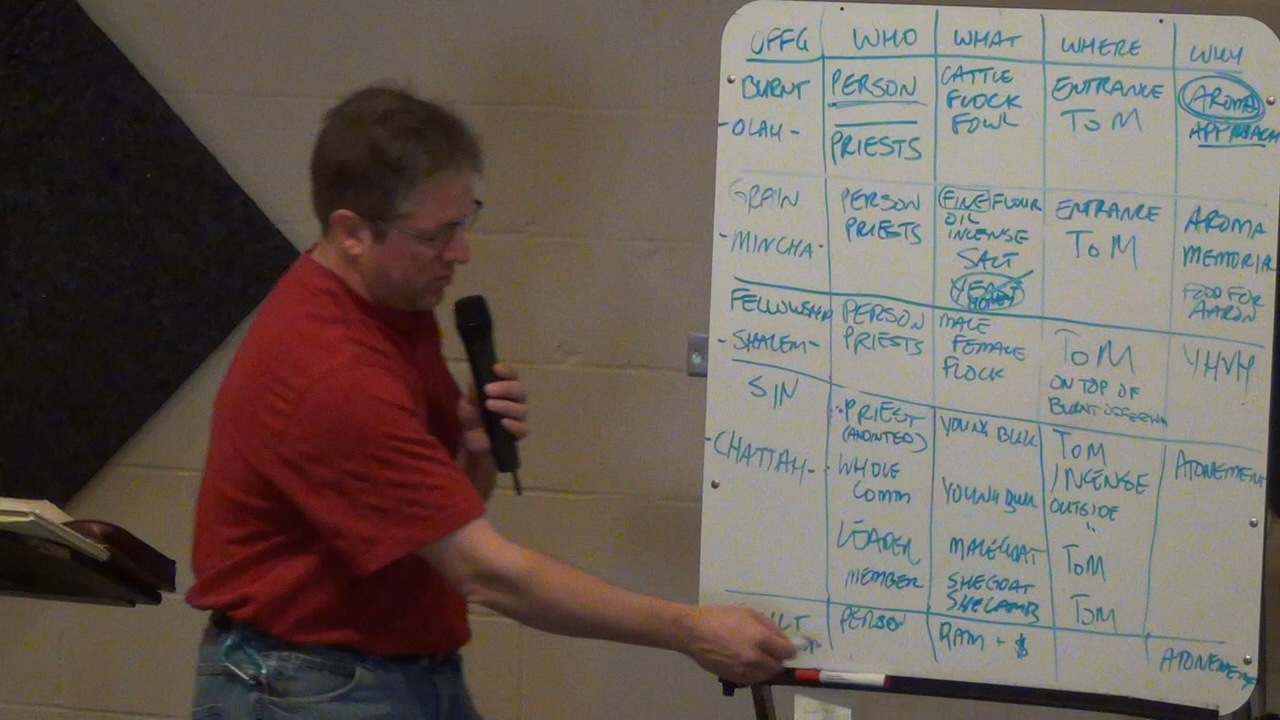 OFFG WHO WHAT WHERE WHY
BURNT
-OLAH-
PERSON
PRIESTS
CATTLE
FLOCK
FOWL
ENTRANCE
ToM
AROMA
APPROACH
GRAIN
-MINCHA-
PERSON
PRIESTS
FINE FLOUR
OIL
INCENSE
SALT
YEAST
HONEY
ENTRANCE
ToM
AROMA
MEMORIAL
FOOD FOR
AARON
FELLOWSHIP
-SHALEM-
PERSON
PRIESTS
MALE
FEMALE
FLOCK
ToM
ON TOP OF
BURNT OFFERING
YHVH
SIN
-CHATTAH-
PRIEST
(ANOINTED)
WHOLE
COMM
LEADER
MEMBER
YOUNG BULL
YOUNG BULL
MALE GOAT
SHE GOAT
SHE LAMB
ToM
INCENSE
OUTSIDE
"
ToM
ToM
ATONEMENT
PERSON
RAM + $
ATONEMENT